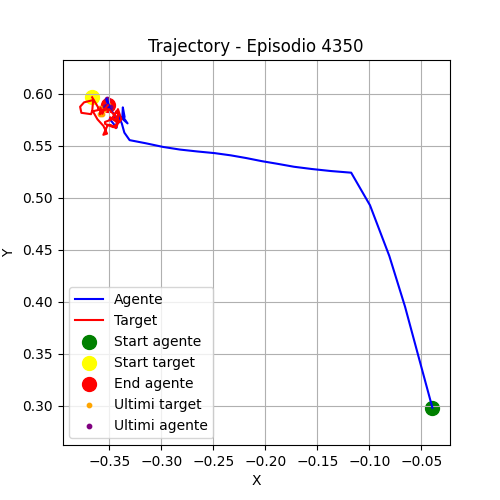 Trajectory - Episodio 4350
Y
0.60
0.55
0.50
0.45
0.40
0.35
0.30
Agente
Target
Start agente
Start target
End agente
Ultimi target
Ultimi agente
−0.35 −0.30 −0.25 −0.20 −0.15 −0.10 −0.05
X